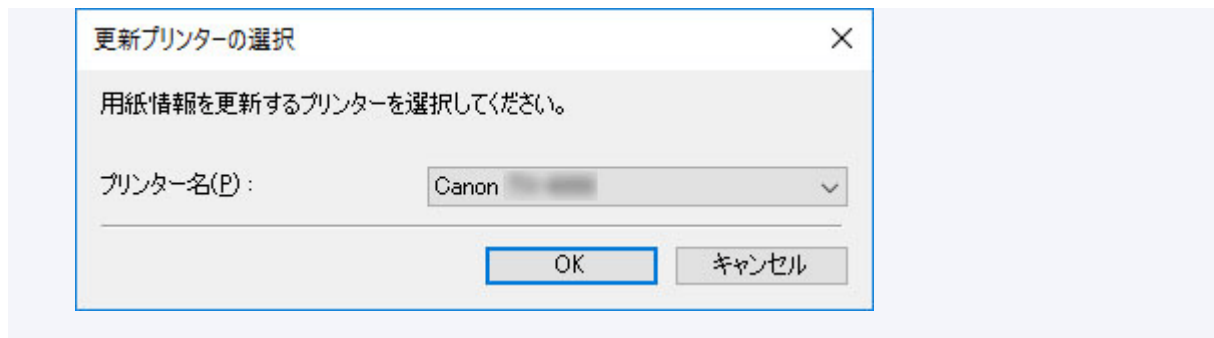 更新プリンターの選択
用紙情報を更新するプリンターを選択してください。
プリンター名(P) :
Canon
OK
キャンセル